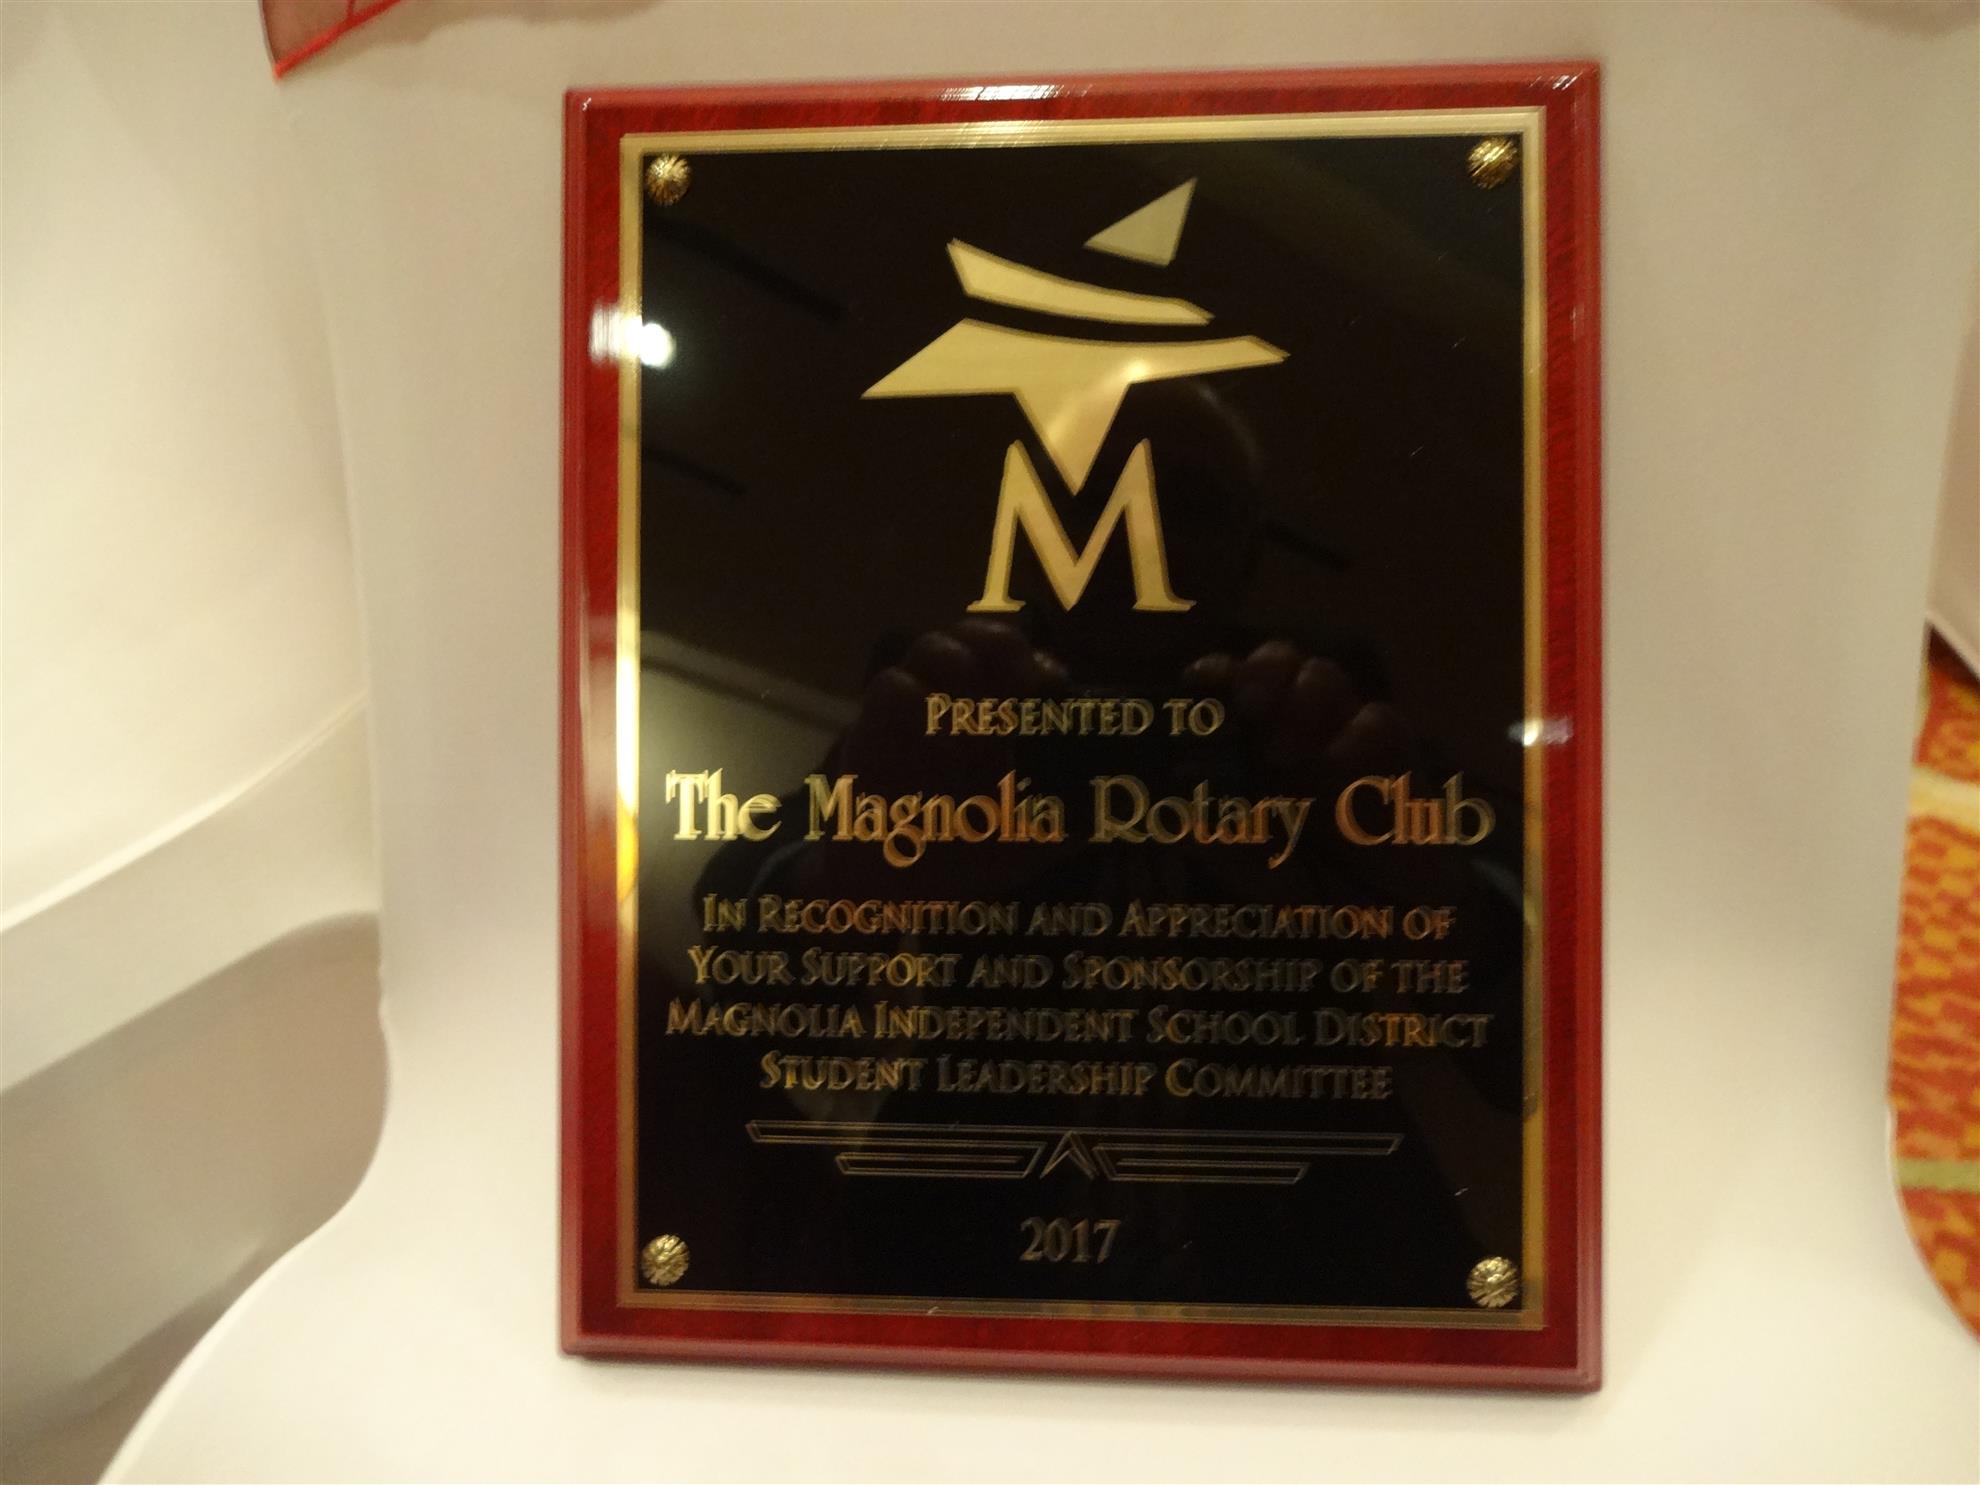 M
PRESENTED TO
The Magnolia Rotary Club
IN RECOGNITION AND APPRECIATION OF
YOUR SUPPORT AND SPONSORSHIP OF THE
MAGNOLIA INDEPENDENT SCHOOL DISTRICT
STUDENT LEADERSHIP COMMITTEE
2017